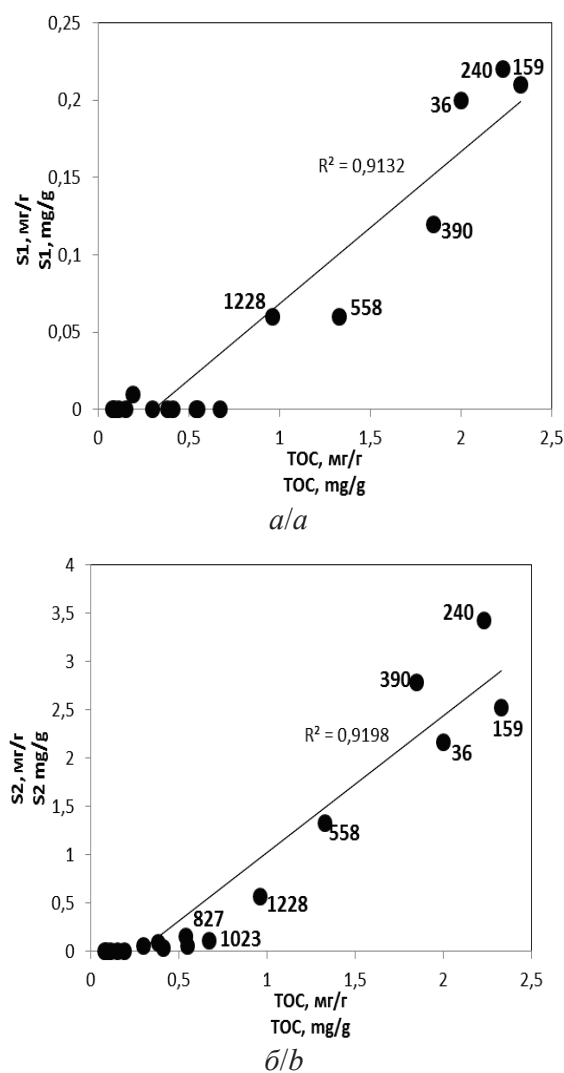 0,25
240 159
0,2
36
R² = 0,9132
0,15
S1, мг/г
S1, mg/g
390
0,1
1228
558
0,05
0
0 0,5 1 1,5 2 2,5
TOC, мг/г
TOC, mg/g
а/a
4
240
3,5
3
390
2,5
159
R² = 0,9198
36
2
S2, мг/г
S2 mg/g
1,5
558
1
1228
0,5
827
1023
0
0 0,5 1 1,5 2 2,5
TOC, мг/г
TOC, mg/g
б/b